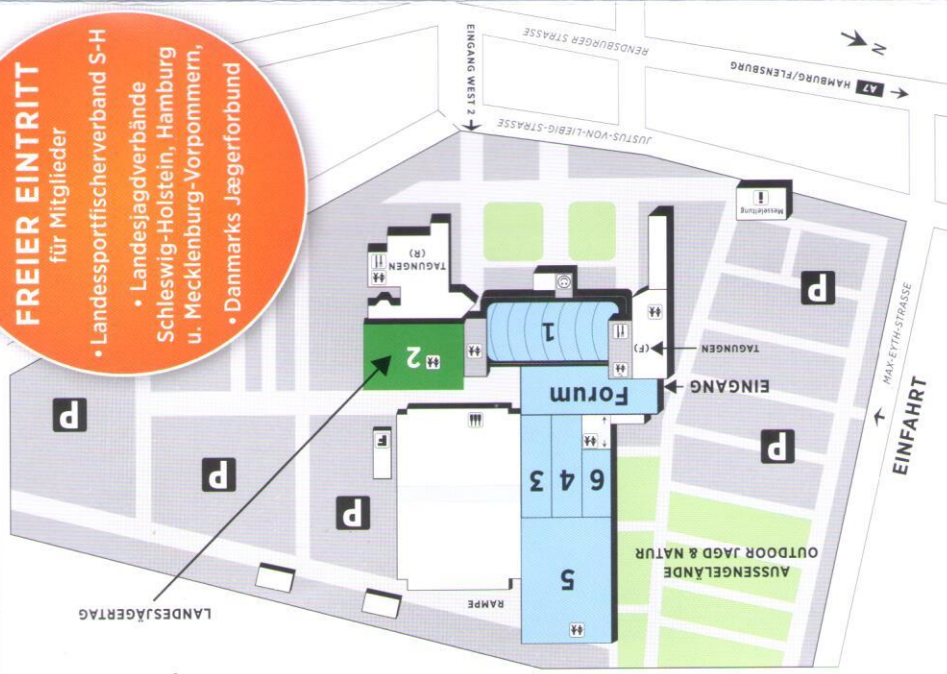 FREIER EINTRITT
für Mitglieder
• Landessportfischerverband S-H
• Landesjagdverbände
Schleswig-Holstein, Hamburg
u. Mecklenburg-Vorpommern,
• Danmarks Jægerforbund
EINFAHRT
MAX-EYTH-STRASSE
AUSSENGELÄNDE
OUTDOOR JAGD & NATUR
P
P
EINGANG
TAGUNGEN
(F)
Messeleitung
i
A7 HAMBURG/FLENSBURG
N
RENDSBURGER STRASSE
JUSTUS-VON-LIEBIG-STRASSE
EINGANG WEST 2
RAMPE
5
6
4
3
Forum
1
2
TAGUNGEN
(R)
F
P
P
P
LANDESJÄGERTAG